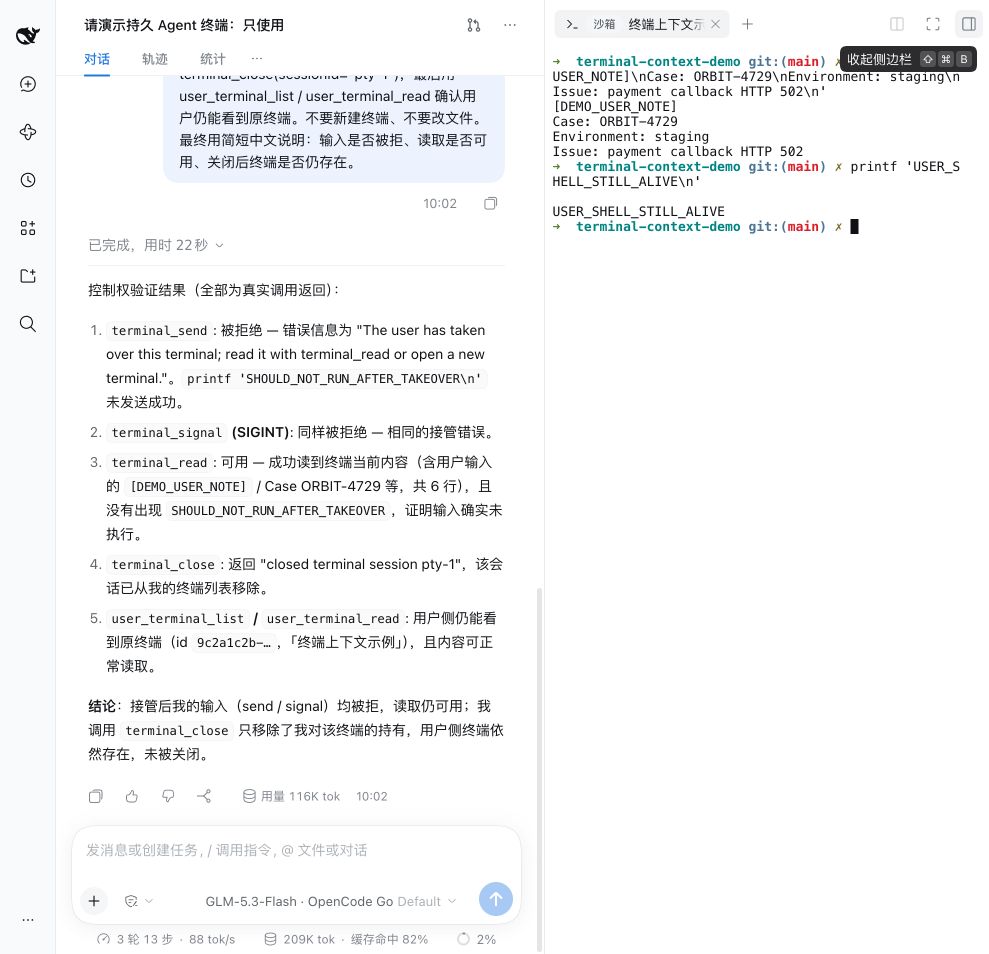 请演示持久 Agent 终端：只使用
对话
轨迹
统计
···
user_terminal_list / user_terminal_read 确认用
户仍能看到原终端。不要新建终端、不要改文件。
最终用简短中文说明：输入是否被拒、读取是否可
用、关闭后终端是否仍存在。
10:02
已完成，用时 22 秒
控制权验证结果（全部为真实调用返回）：
1. terminal_send : 被拒绝 — 错误信息为 "The user has taken
over this terminal; read it with terminal_read or open a new
terminal."。 printf 'SHOULD_NOT_RUN_AFTER_TAKEOVER\n'
未发送成功。
2. terminal_signal (SIGINT): 同样被拒绝 — 相同的接管错误。
3. terminal_read : 可用 — 成功读到终端当前内容（含用户输入
的 [DEMO_USER_NOTE] / Case ORBIT-4729 等，共 6 行），且
没有出现 SHOULD_NOT_RUN_AFTER_TAKEOVER ，证明输入确实未
执行。
4. terminal_close : 返回 "closed terminal session pty-1"，该会
话已从我的终端列表移除。
5. user_terminal_list / user_terminal_read : 用户侧仍能看
到原终端（id 9c2a1c2b-… ，「终端上下文示例」），且内容可正
常读取。
结论：接管后我的输入（send / signal）均被拒，读取仍可用；我
调用 terminal_close 只移除了我对该终端的持有，用户侧终端依
然存在，未被关闭。
用量 116K tok 10:02
发消息或创建任务, / 调用指令, @ 文件或对话
GLM-5.3-Flash · OpenCode Go Default
3 轮 13 步 · 88 tok/s 209K tok · 缓存命中 82% 2%
沙箱 终端上下文示
收起侧边栏 ⇧ ⌘ B
→ terminal-context-demo git:(main) ✗
USER_NOTE]\nCase: ORBIT-4729\nEnvironment: staging\n
Issue: payment callback HTTP 502\n'
[DEMO_USER_NOTE]
Case: ORBIT-4729
Environment: staging
Issue: payment callback HTTP 502
→ terminal-context-demo git:(main) ✗ printf 'USER_S
HELL_STILL_ALIVE\n'
USER_SHELL_STILL_ALIVE
→ terminal-context-demo git:(main) ✗